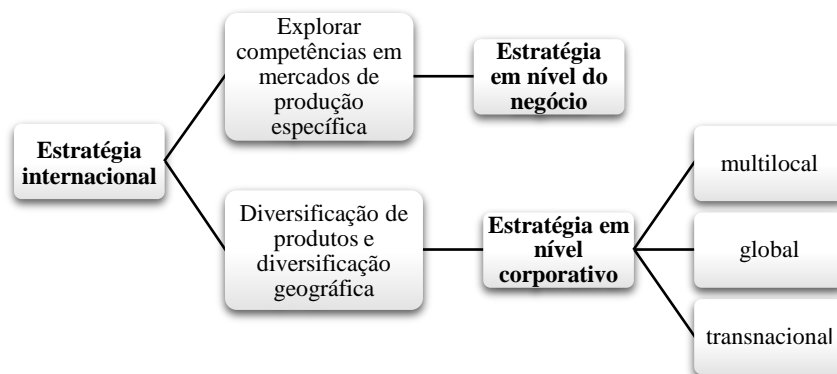 Explorar
competências em
mercados de
produção
específica
Estratégia
em nível do
negócio
Estratégia
internacional
Diversificação de
produtos e
diversificação
geográfica
Estratégia em
nível
corporativo
multilocal
global
transnacional